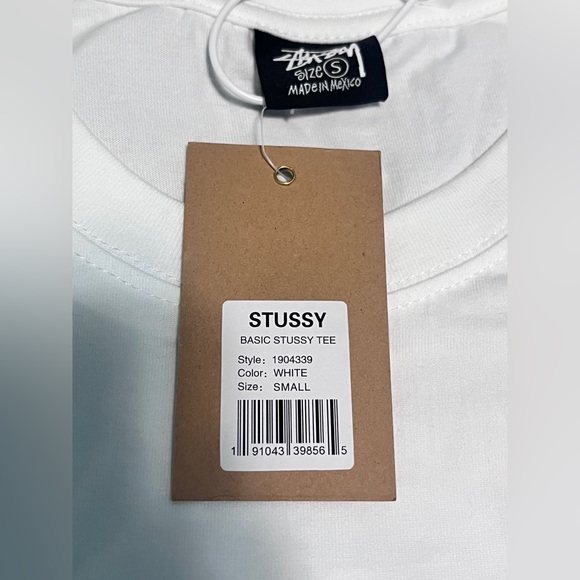 Stüssy
SIZE S
MADE IN MEXICO
STUSSY
BASIC STUSSY TEE
Style: 1904339
Color: WHITE
Size: SMALL
1 91043 39856 5